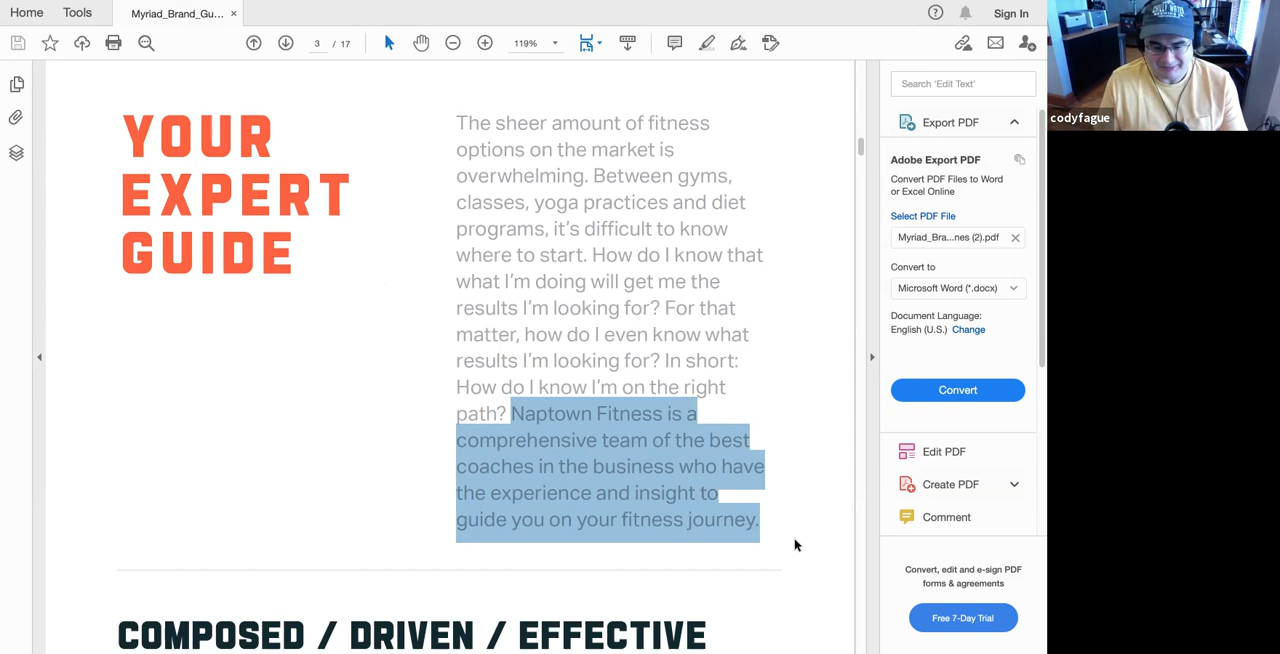 Home Tools Myriad_Brand_Gu... × Sign In
3 / 17 119%
YOUR
EXPERT
GUIDE
The sheer amount of fitness
options on the market is
overwhelming. Between gyms,
classes, yoga practices and diet
programs, it's difficult to know
where to start. How do I know that
what I'm doing will get me the
results I'm looking for? For that
matter, how do I even know what
results I'm looking for? In short:
How do I know I'm on the right
path? Naptown Fitness is a
comprehensive team of the best
coaches in the business who have
the experience and insight to
guide you on your fitness journey.
COMPOSED / DRIVEN / EFFECTIVE
Search 'Edit Text'
Export PDF
Adobe Export PDF
Convert PDF Files to Word
or Excel Online
Select PDF File
Myriad_Bra...nes (2).pdf
Convert to
Microsoft Word (*.docx)
Document Language:
English (U.S.) Change
Convert
Edit PDF
Create PDF
Comment
Convert, edit and e-sign PDF
forms & agreements
Free 7-Day Trial
codyfague